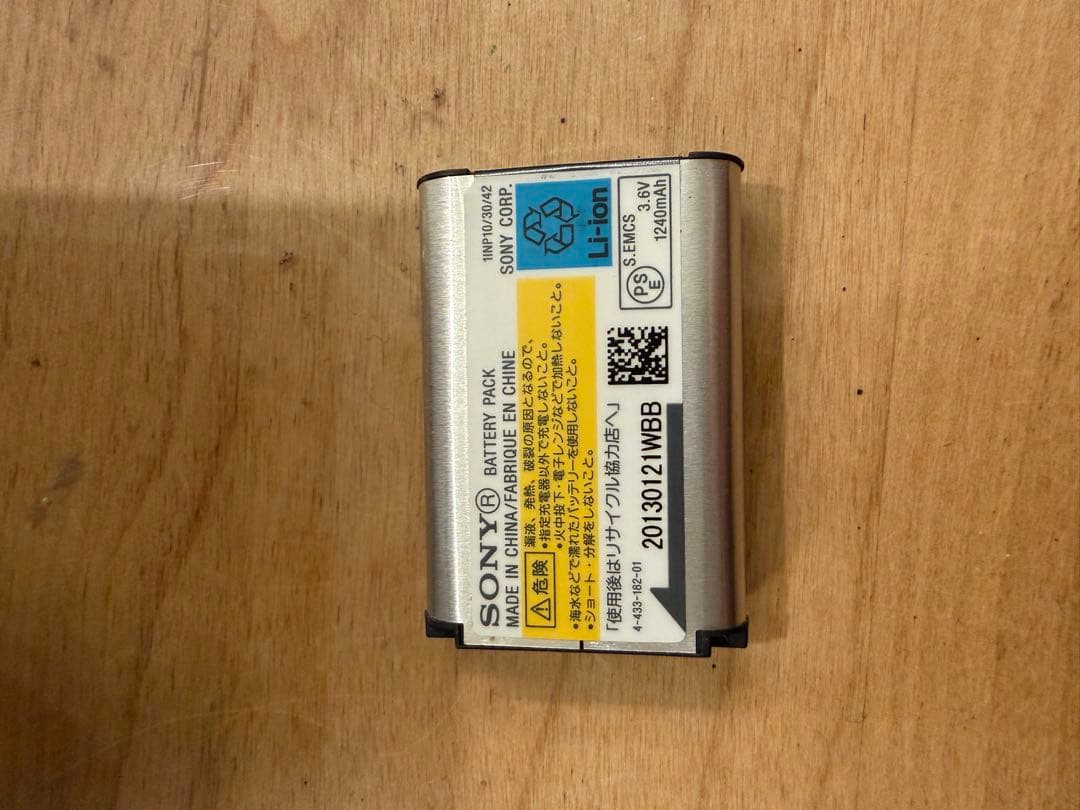 SONY® BATTERY PACK
1INP10/30/42
MADE IN CHINA/FABRIQUE EN CHINE
SONY CORP.
⚠危険
漏液、発熱、破裂の原因となるので、
•指定充電器以外で充電しないこと。
•火中投下・電子レンジなどで加熱しないこと。
•海水などで濡れたバッテリーを使用しないこと。
•ショート・分解をしないこと。
Li-ion
「使用後はリサイクル協力店へ」
4-433-182-01
20130121WBB
PS
E
S.EMCS
3.6V
1240mAh